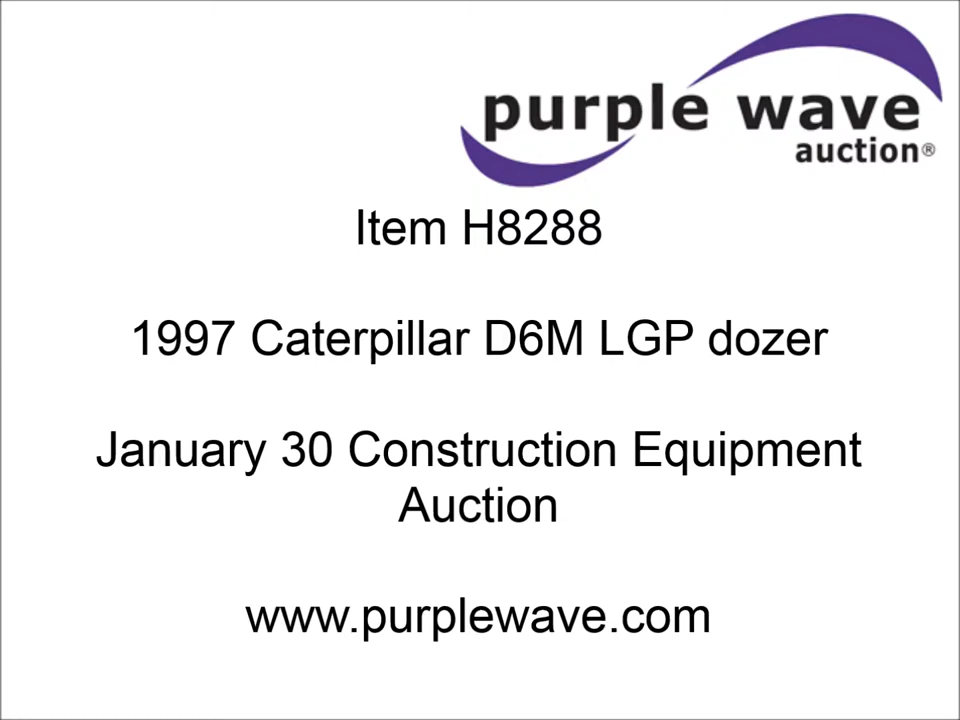 purple wave
auction®
Item H8288
1997 Caterpillar D6M LGP dozer
January 30 Construction Equipment
Auction
www.purplewave.com